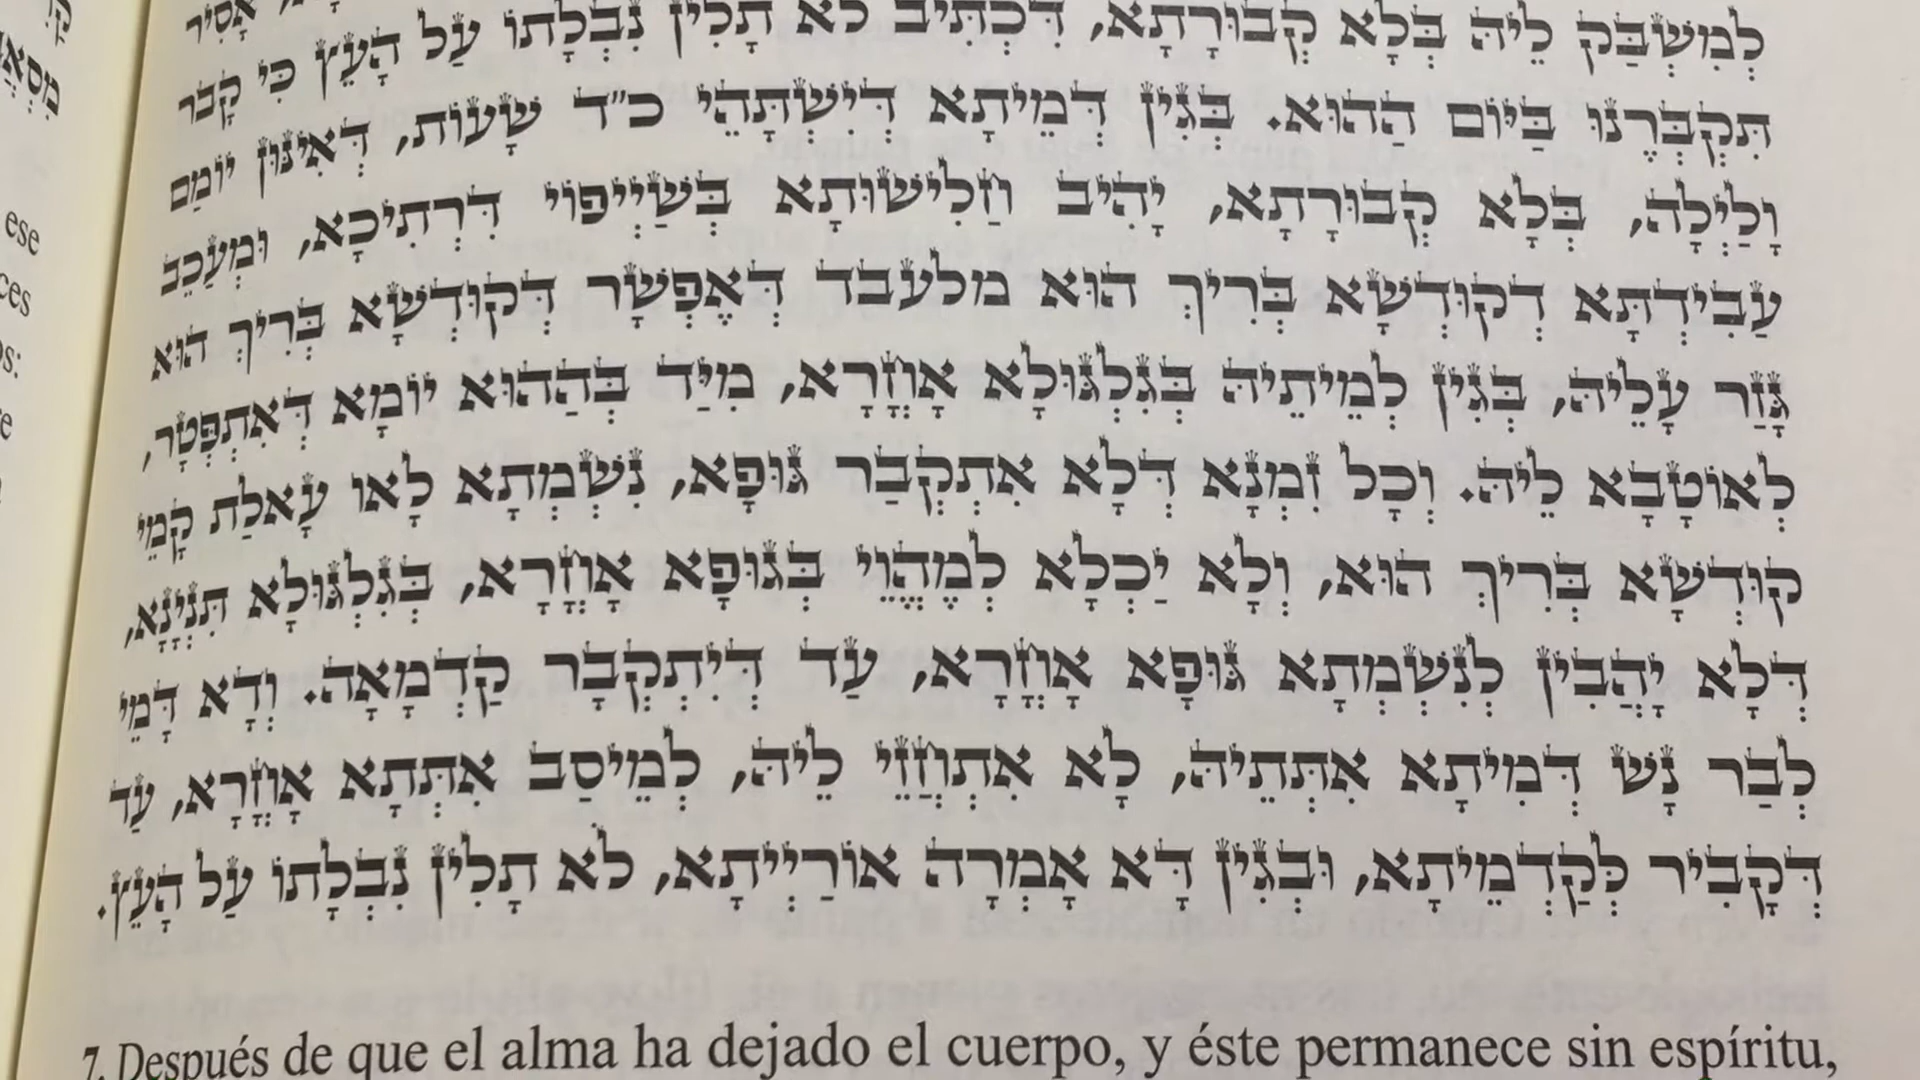 לְמִשְׁבַּק לֵיהּ בְּלָא קְבוּרָתָא, דִּכְתִּיב לֹא תָלִין נִבְלָתוֹ עַל הָעֵץ כִּי קָבֹר
תִּקְבְּרֶנּוּ בַּיּוֹם הַהוּא. בְּגִין דְּמֵיתָא דְּיִשְׁתָּהֵי כ"ד שָׁעוֹת, דְּאִינּוּן יוֹמַם
וָלַיְלָה, בְּלָא קְבוּרָתָא, יָהִיב חֲלִישׁוּתָא בְּשַׁיְיפוֹי דִּרְתִיכָא, וּמְעַכֵּב
עֲבִידְתָּא דְקוּדְשָׁא בְּרִיךְ הוּא מלעבד דְּאֶפְשָׁר דְּקוּדְשָׁא בְּרִיךְ הוּא
גָּזַר עָלֵיהּ, בְּגִין לְמֵיתֵיהּ בְּגִלְגּוּלָא אָחֳרָא, מִיַּד בְּהַהוּא יוֹמָא דְּאִתְפְּטָר,
לְאוֹטָבָא לֵיהּ. וְכָל זִמְנָא דְּלָא אִתְקְבַר גּוּפָא, נִשְׁמְתָא לָאו עָאלַת קָמֵי
קוּדְשָׁא בְּרִיךְ הוּא, וְלָא יַכְלָא לְמֶהֱוֵי בְּגוּפָא אָחֳרָא, בְּגִלְגּוּלָא תִּנְיָנָא,
דְּלָא יָהֲבִין לְנִשְׁמְתָא גּוּפָא אָחֳרָא, עַד דְּיִתְקְבָר קַדְמָאָה. וְדָא דָּמֵי
לְבַר נָשׁ דְּמִיתָא אִתְּתֵיהּ, לָא אִתְחֲזֵי לֵיהּ, לְמֵיסַב אִתְּתָא אָחֳרָא, עַד
דְּקָבִיר לְּקַדְמֵיתָא, וּבְגִין דָּא אָמְרָה אוֹרַיְיתָא, לֹא תָלִין נִבְלָתוֹ עַל הָעֵץ.
7. Después de que el alma ha dejado el cuerpo, y éste permanece sin espíritu,